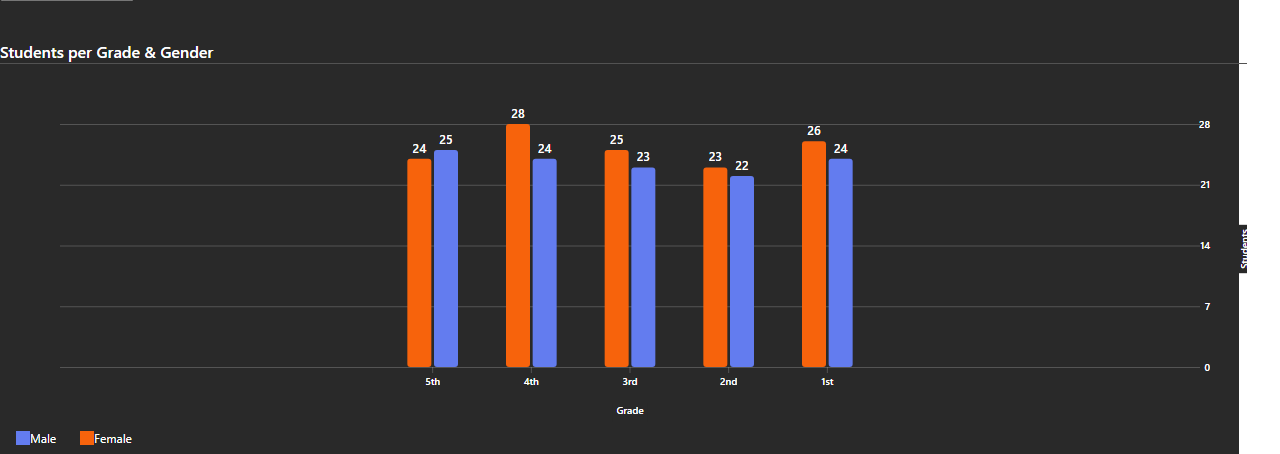 Students per Grade & Gender
28
24 25
28 24
25 23
23 22
26 24
21
14
7
0
Students
5th 4th 3rd 2nd 1st
Grade
Male Female